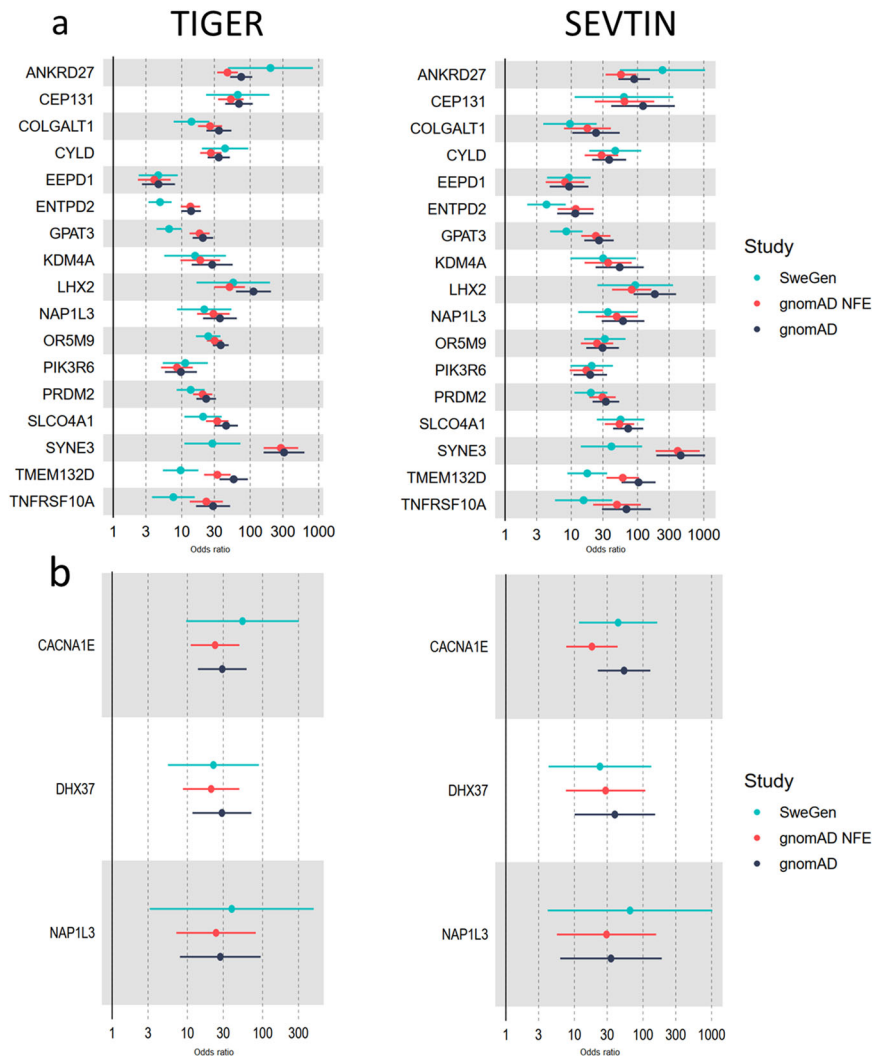 a
TIGER
SEVTIN
ANKRD27
CEP131
COLGALT1
CYLD
EEPD1
ENTPD2
GPAT3
KDM4A
LHX2
NAP1L3
OR5M9
PIK3R6
PRDM2
SLCO4A1
SYNE3
TMEM132D
TNFRSF10A
1 3 10 30 100 300 1000
Odds ratio
ANKRD27
CEP131
COLGALT1
CYLD
EEPD1
ENTPD2
GPAT3
KDM4A
LHX2
NAP1L3
OR5M9
PIK3R6
PRDM2
SLCO4A1
SYNE3
TMEM132D
TNFRSF10A
1 3 10 30 100 300 1000
Odds ratio
Study
SweGen
gnomAD NFE
gnomAD
b
CACNA1E
DHX37
NAP1L3
1 3 10 30 100 300
Odds ratio
CACNA1E
DHX37
NAP1L3
1 3 10 30 100 300 1000
Odds ratio
Study
SweGen
gnomAD NFE
gnomAD